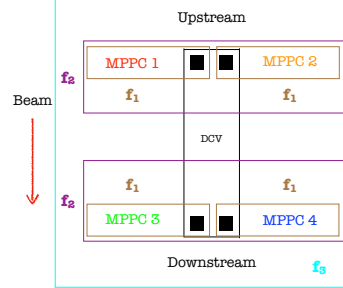 Upstream
MPPC 1
MPPC 2
f₂
f₁
f₁
Beam
DCV
f₁
f₁
f₂
MPPC 3
MPPC 4
Downstream
f₃